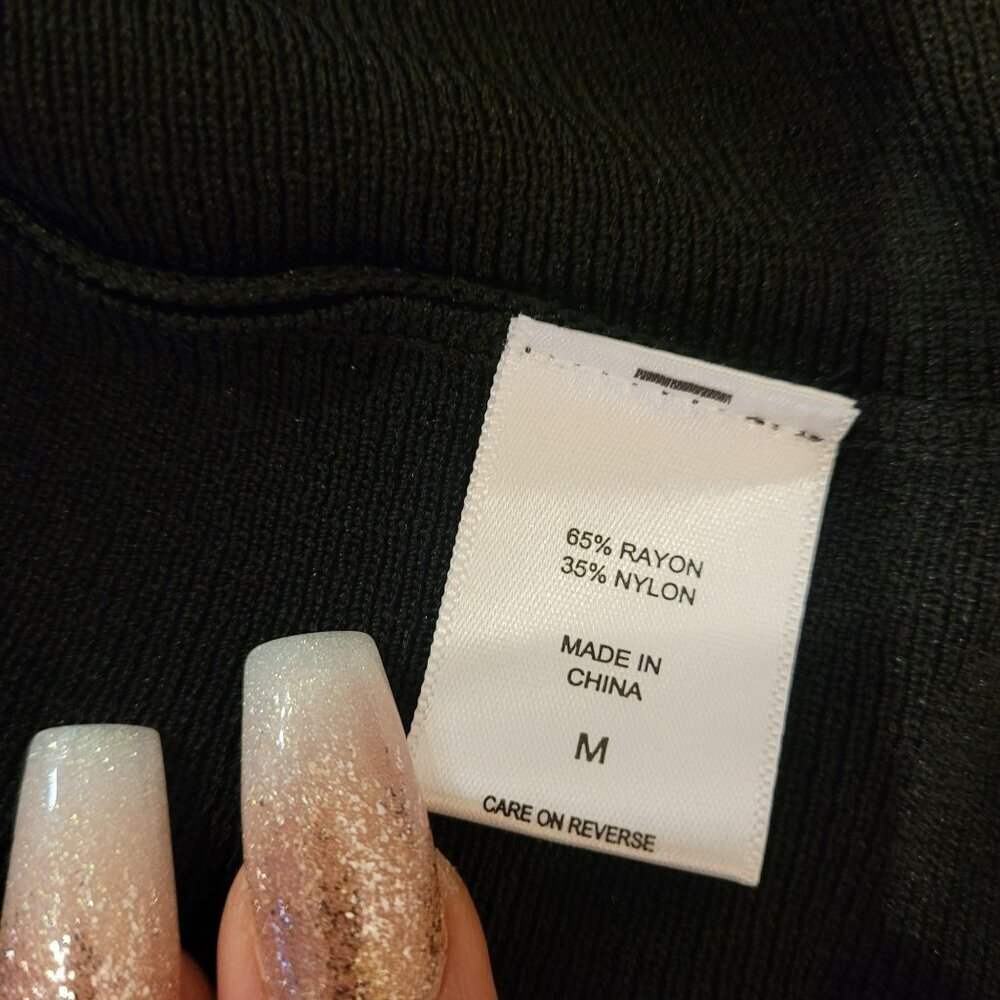 65% RAYON
35% NYLON
MADE IN
CHINA
M
CARE ON REVERSE